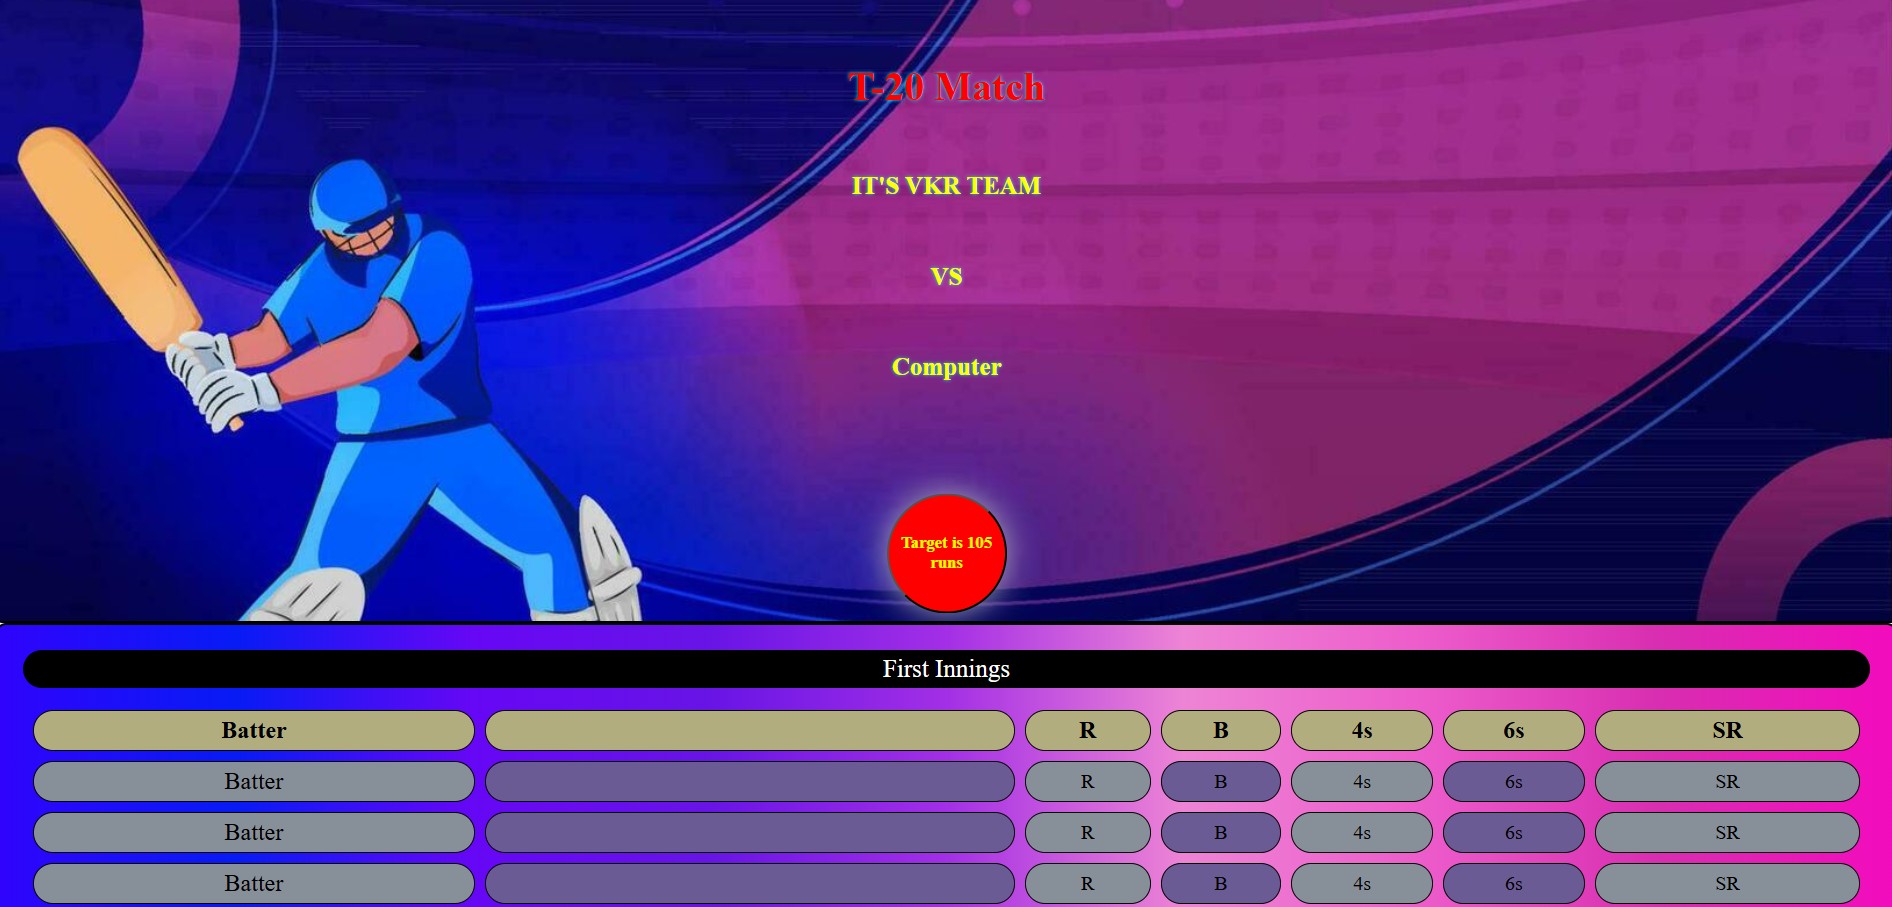 T-20 Match
IT'S VKR TEAM
VS
Computer
Target is 105
runs
First Innings
Batter R B 4s 6s SR
Batter R B 4s 6s SR
Batter R B 4s 6s SR
Batter R B 4s 6s SR